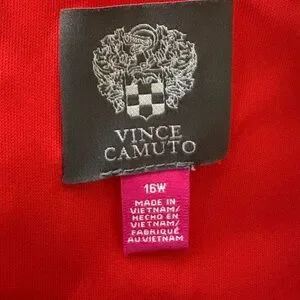 VINCE
CAMUTO
16W
MADE IN
VIETNAM/
HECHO EN
VIETNAM/
FABRIQUÉ
AU VIETNAM